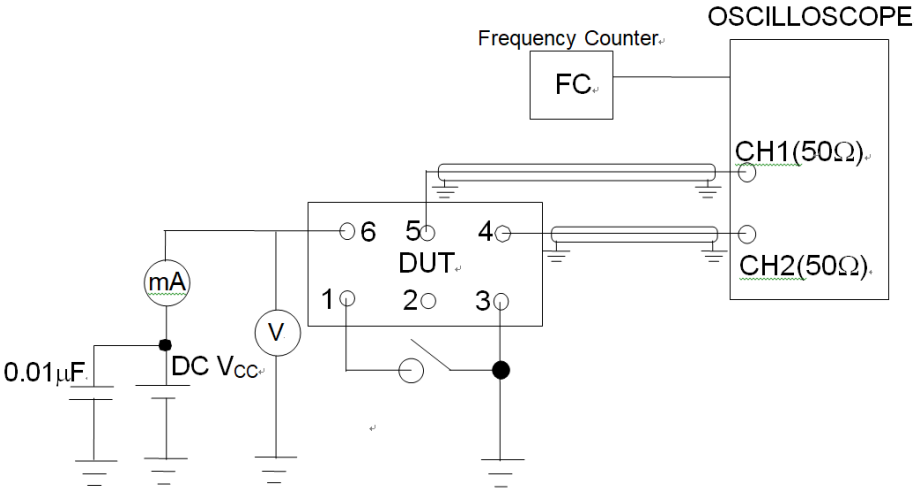 OSCILLOSCOPE
Frequency Counter
FC
CH1(50Ω)
6 5 4
DUT
CH2(50Ω)
mA
1 2 3
V
0.01μF
DC VCC